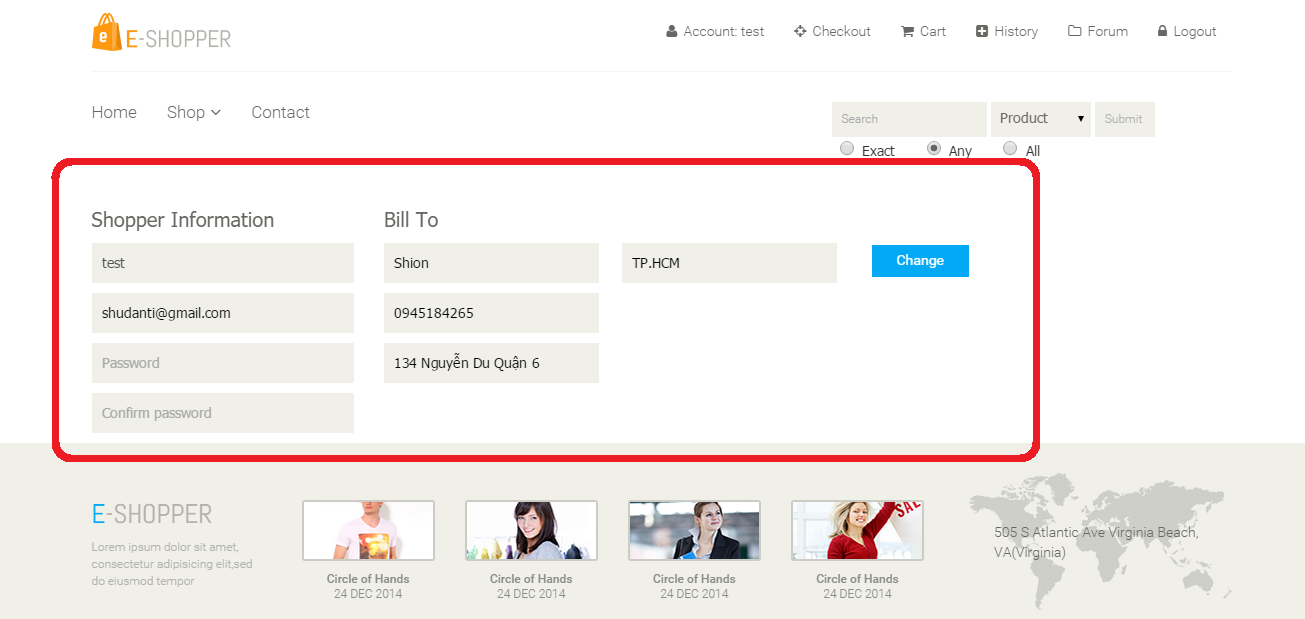 E-SHOPPER
Account: test
Checkout
Cart
History
Forum
Logout
Home
Shop
Contact
Search
Product
Submit
Exact
Any
All
Shopper Information
test
shudanti@gmail.com
Password
Confirm password
Bill To
Shion
0945184265
134 Nguyễn Du Quận 6
TP.HCM
Change
E-SHOPPER
Lorem ipsum dolor sit amet,
consectetur adipisicing elit,sed
do eiusmod tempor
Circle of Hands
24 DEC 2014
Circle of Hands
24 DEC 2014
Circle of Hands
24 DEC 2014
SALE
Circle of Hands
24 DEC 2014
505 S Atlantic Ave Virginia Beach,
VA(Virginia)